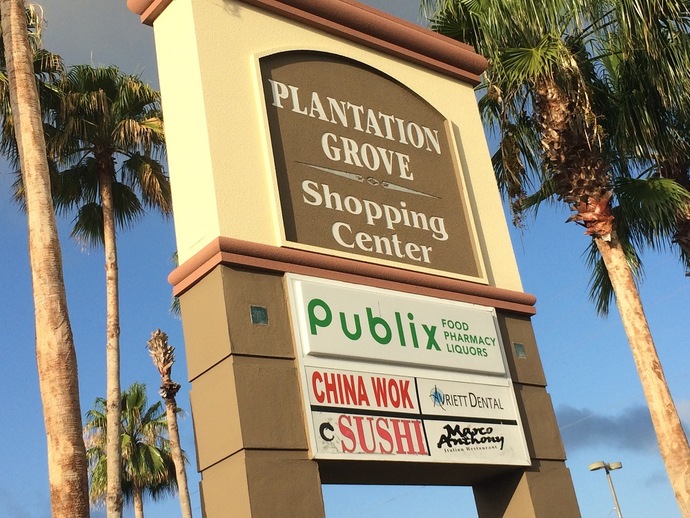 PLANTATION
GROVE
Shopping
Center
Publix
FOOD
PHARMACY
LIQUORS
CHINA WOK
AVRIETT DENTAL
C SUSHI
Marco
Anthony
Italian Restaurant